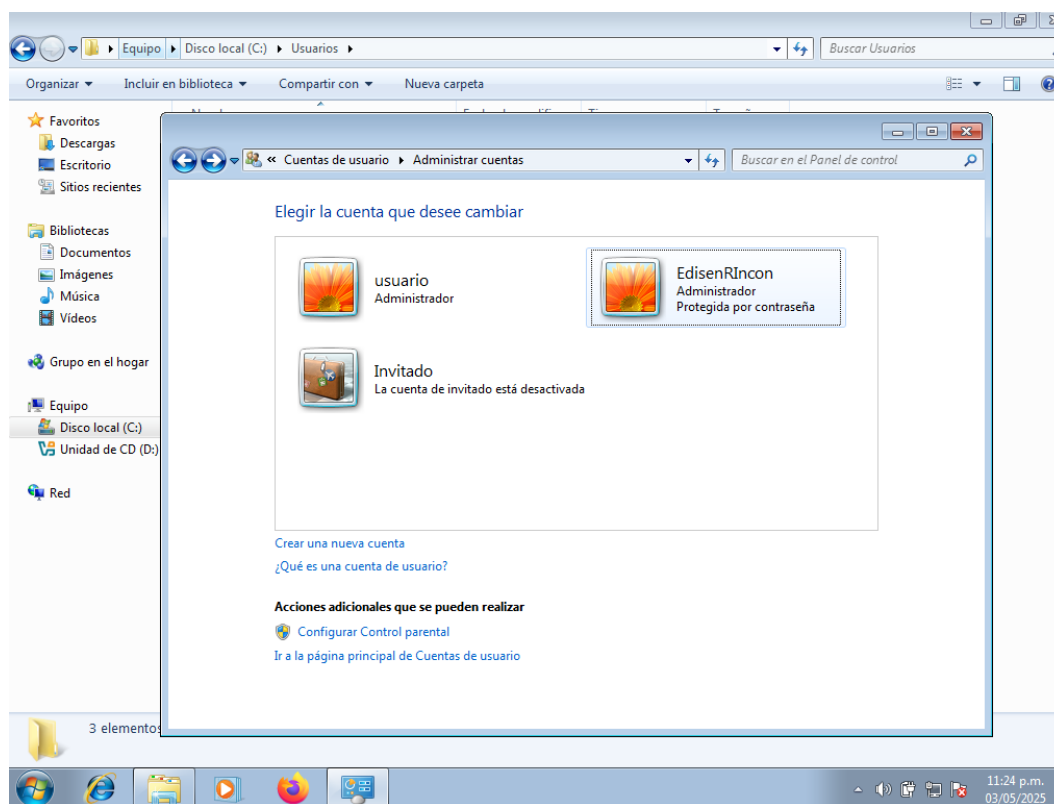 Equipo ▸ Disco local (C:) ▸ Usuarios ▸
Buscar Usuarios
Organizar
Incluir en biblioteca
Compartir con
Nueva carpeta
Favoritos
Descargas
Escritorio
Sitios recientes
Bibliotecas
Documentos
Imágenes
Música
Vídeos
Grupo en el hogar
Equipo
Disco local (C:)
Unidad de CD (D:)
Red
« Cuentas de usuario ▸ Administrar cuentas
Buscar en el Panel de control
Elegir la cuenta que desee cambiar
usuario
Administrador
EdisenRIncon
Administrador
Protegida por contraseña
Invitado
La cuenta de invitado está desactivada
Crear una nueva cuenta
¿Qué es una cuenta de usuario?
Acciones adicionales que se pueden realizar
Configurar Control parental
Ir a la página principal de Cuentas de usuario
3 elementos
11:24 p.m.
03/05/2025